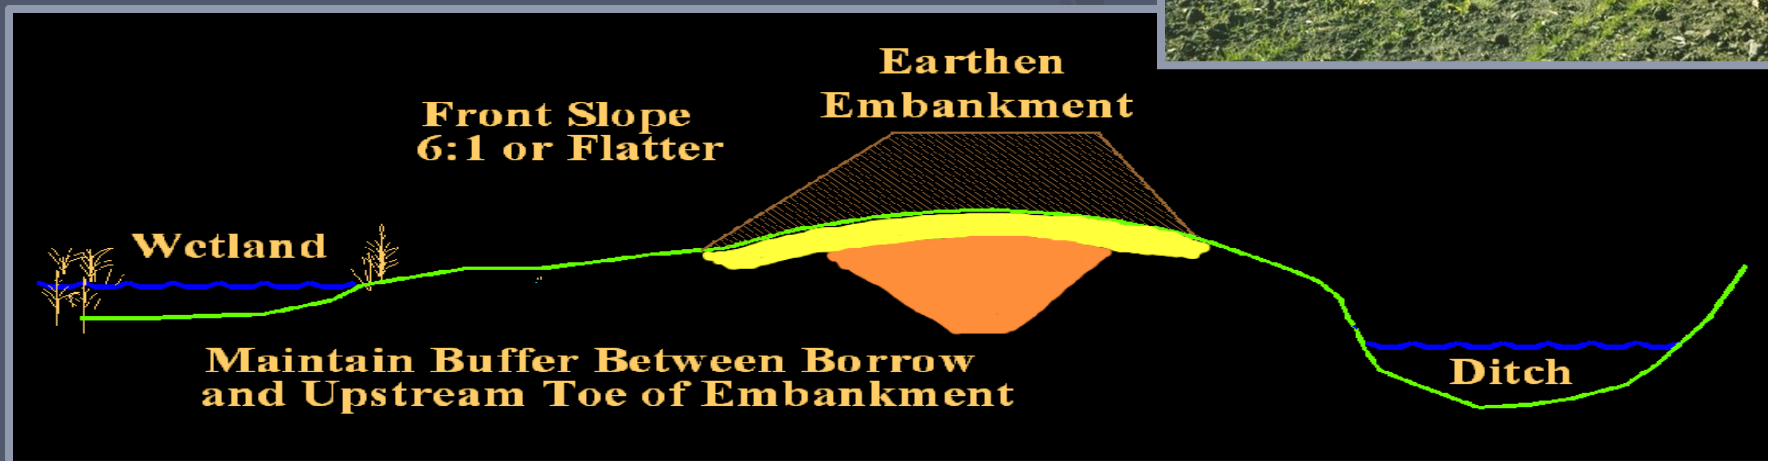 Earthen
Embankment
Front Slope
6:1 or Flatter
Wetland
Maintain Buffer Between Borrow
and Upstream Toe of Embankment
Ditch